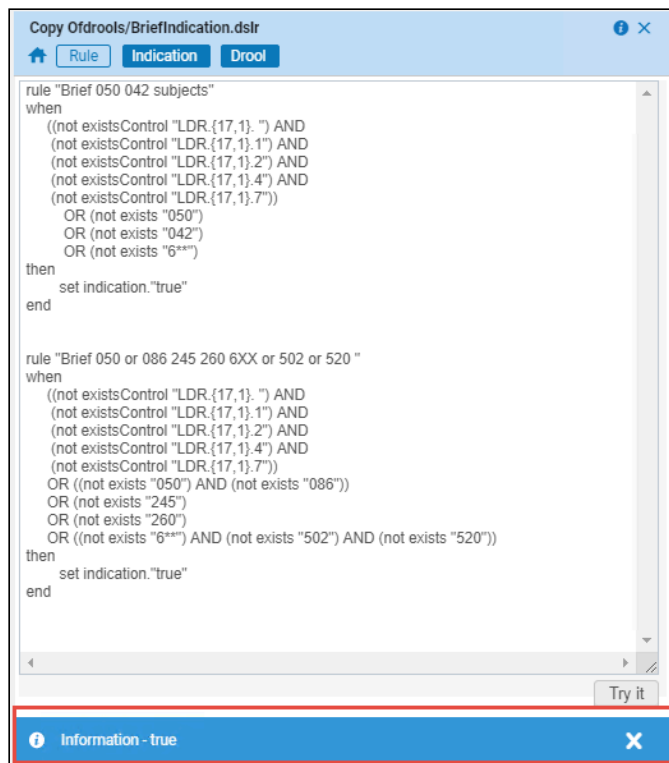 Copy Ofdrools/BriefIndication.dslr
Rule Indication Drool
rule "Brief 050 042 subjects"
when
((not existsControl "LDR.{17,1}. ") AND
(not existsControl "LDR.{17,1}.1") AND
(not existsControl "LDR.{17,1}.2") AND
(not existsControl "LDR.{17,1}.4") AND
(not existsControl "LDR.{17,1}.7"))
OR (not exists "050")
OR (not exists "042")
OR (not exists "6**")
then
set indication."true"
end
rule "Brief 050 or 086 245 260 6XX or 502 or 520 "
when
((not existsControl "LDR.{17,1}. ") AND
(not existsControl "LDR.{17,1}.1") AND
(not existsControl "LDR.{17,1}.2") AND
(not existsControl "LDR.{17,1}.4") AND
(not existsControl "LDR.{17,1}.7"))
OR ((not exists "050") AND (not exists "086"))
OR (not exists "245")
OR (not exists "260")
OR ((not exists "6**") AND (not exists "502") AND (not exists "520"))
then
set indication."true"
end
Try it
Information - true